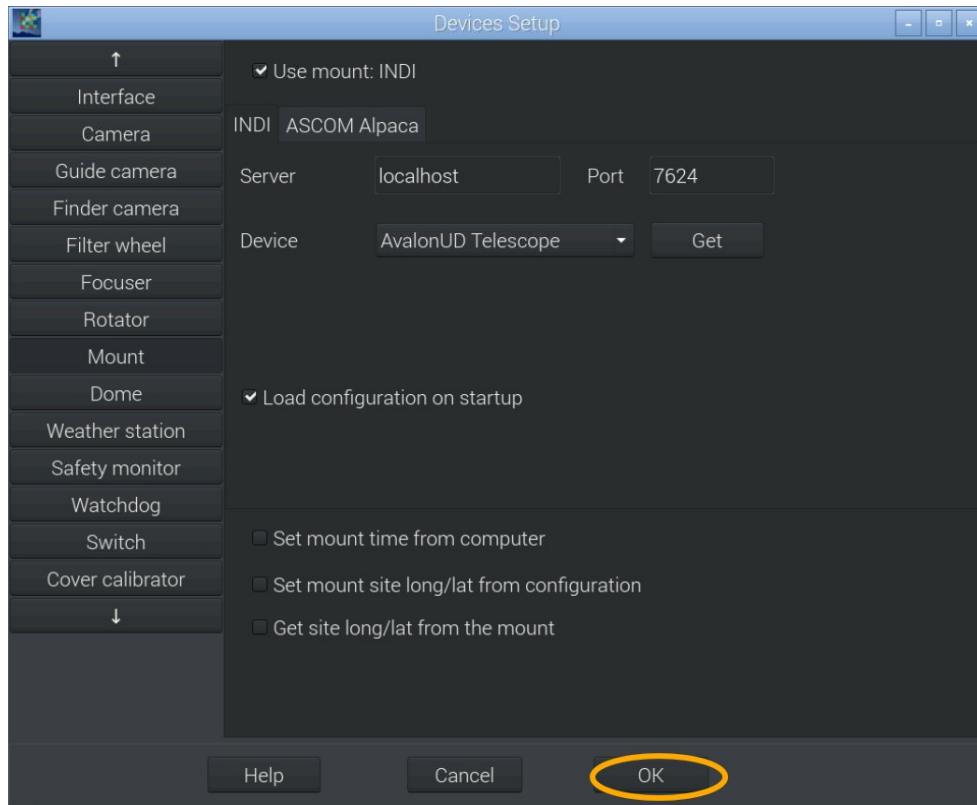 Devices Setup
↑
Interface
Camera
Guide camera
Finder camera
Filter wheel
Focuser
Rotator
Mount
Dome
Weather station
Safety monitor
Watchdog
Switch
Cover calibrator
↓
Use mount: INDI
INDI ASCOM Alpaca
Server localhost Port 7624
Device AvalonUD Telescope Get
Load configuration on startup
Set mount time from computer
Set mount site long/lat from configuration
Get site long/lat from the mount
Help Cancel OK